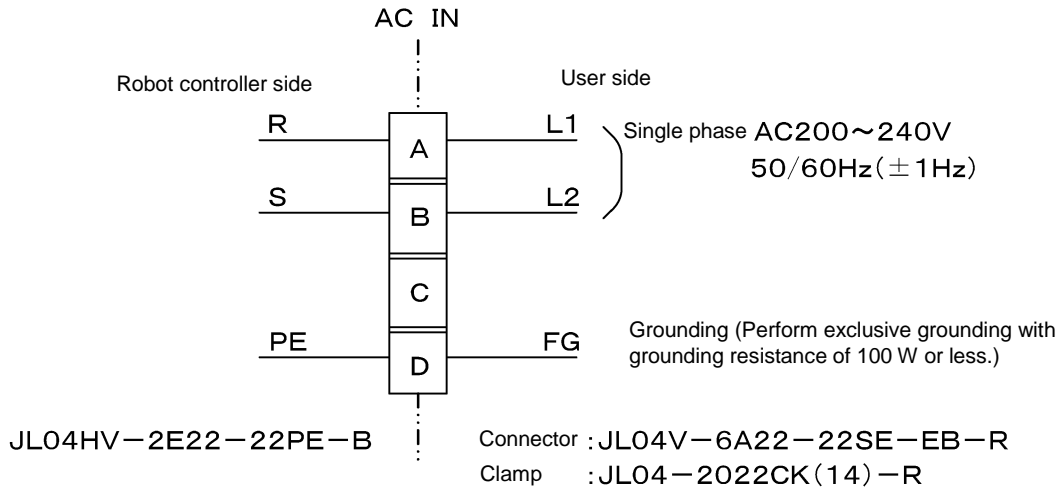 AC IN
Robot controller side
User side
R
A
L1
Single phase AC200～240V
50/60Hz(±1Hz)
S
B
L2
C
PE
D
FG
Grounding (Perform exclusive grounding with
grounding resistance of 100 W or less.)
JL04HV－2E22－22PE－B
Connector :JL04V－6A22－22SE－EB－R
Clamp :JL04－2022CK(14)－R